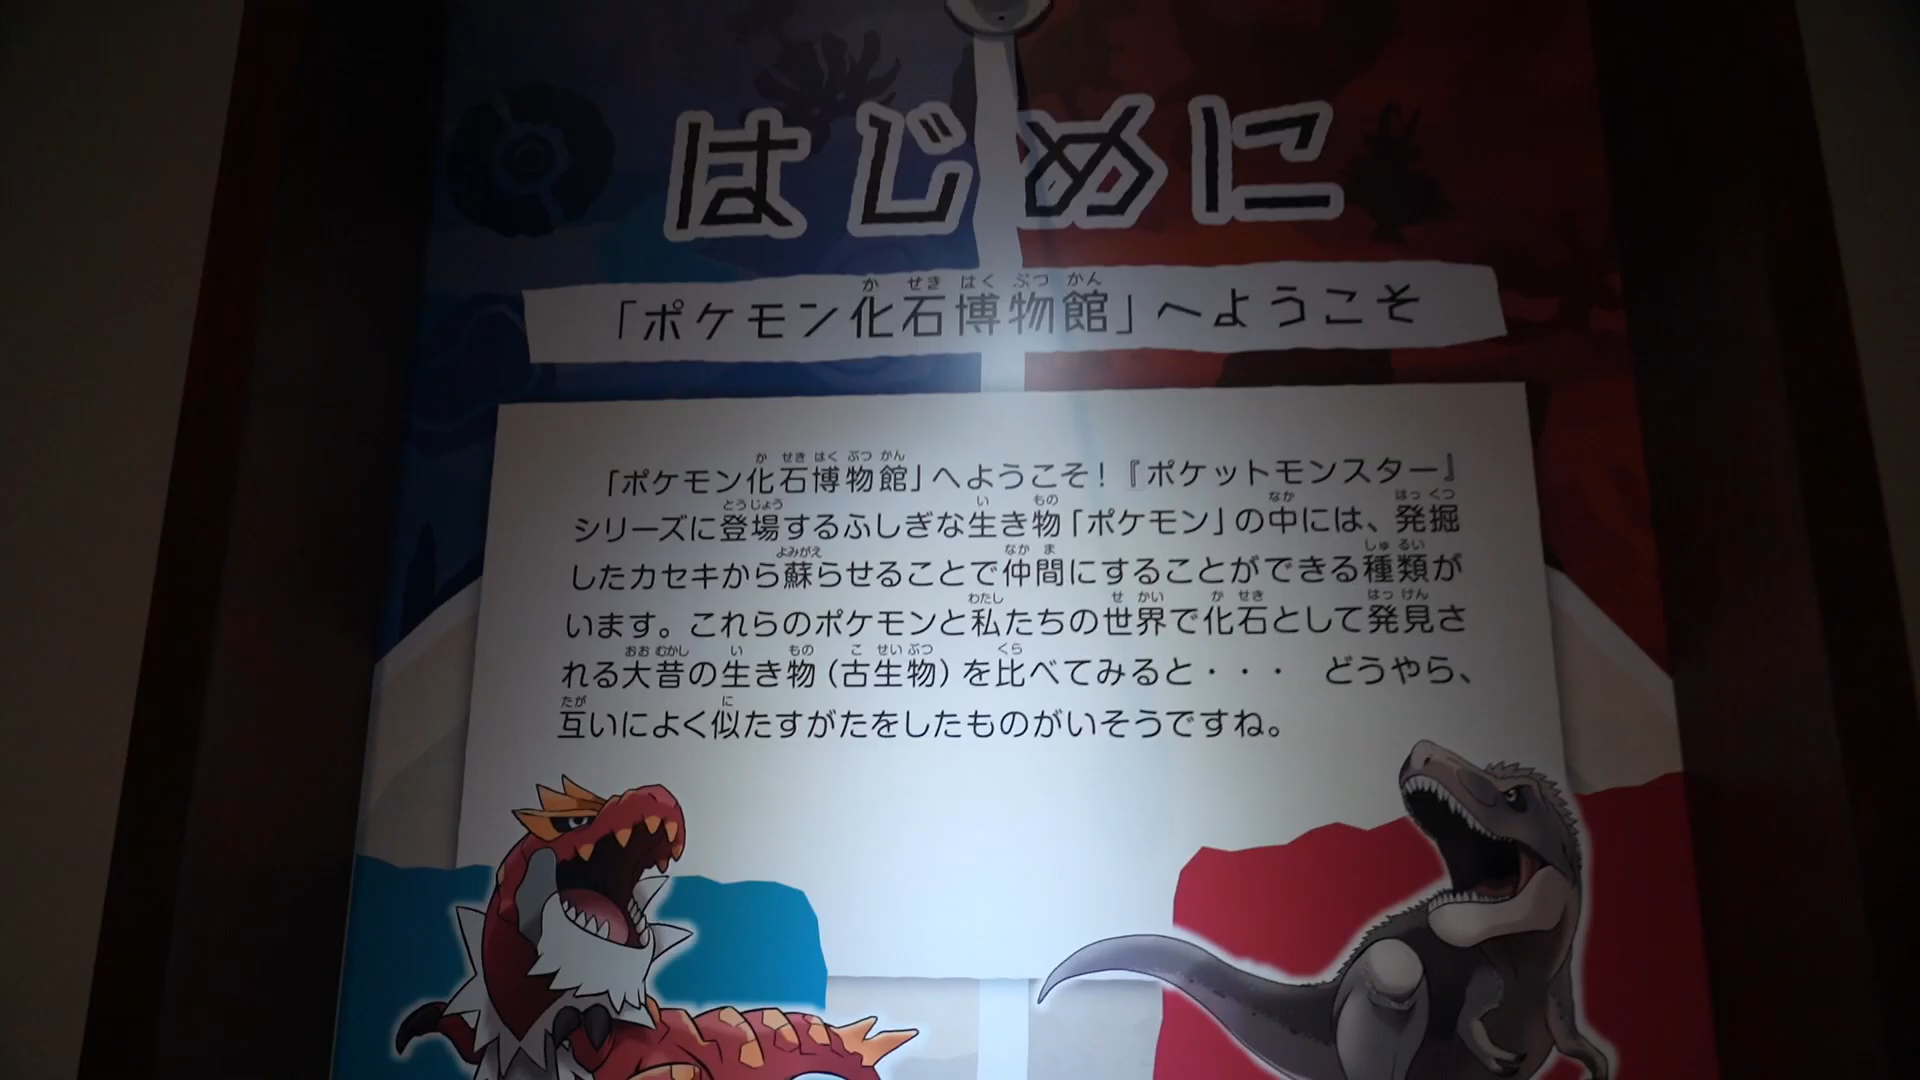 はじめに
「ポケモン化石博物館」へようこそ
「ポケモン化石博物館」へようこそ！『ポケットモンスター』
シリーズに登場するふしぎな生き物「ポケモン」の中には、発掘
したカセキから蘇らせることで仲間にすることができる種類が
います。これらのポケモンと私たちの世界で化石として発見さ
れる大昔の生き物（古生物）を比べてみると・・・　どうやら、
互いによく似たすがたをしたものがいそうですね。